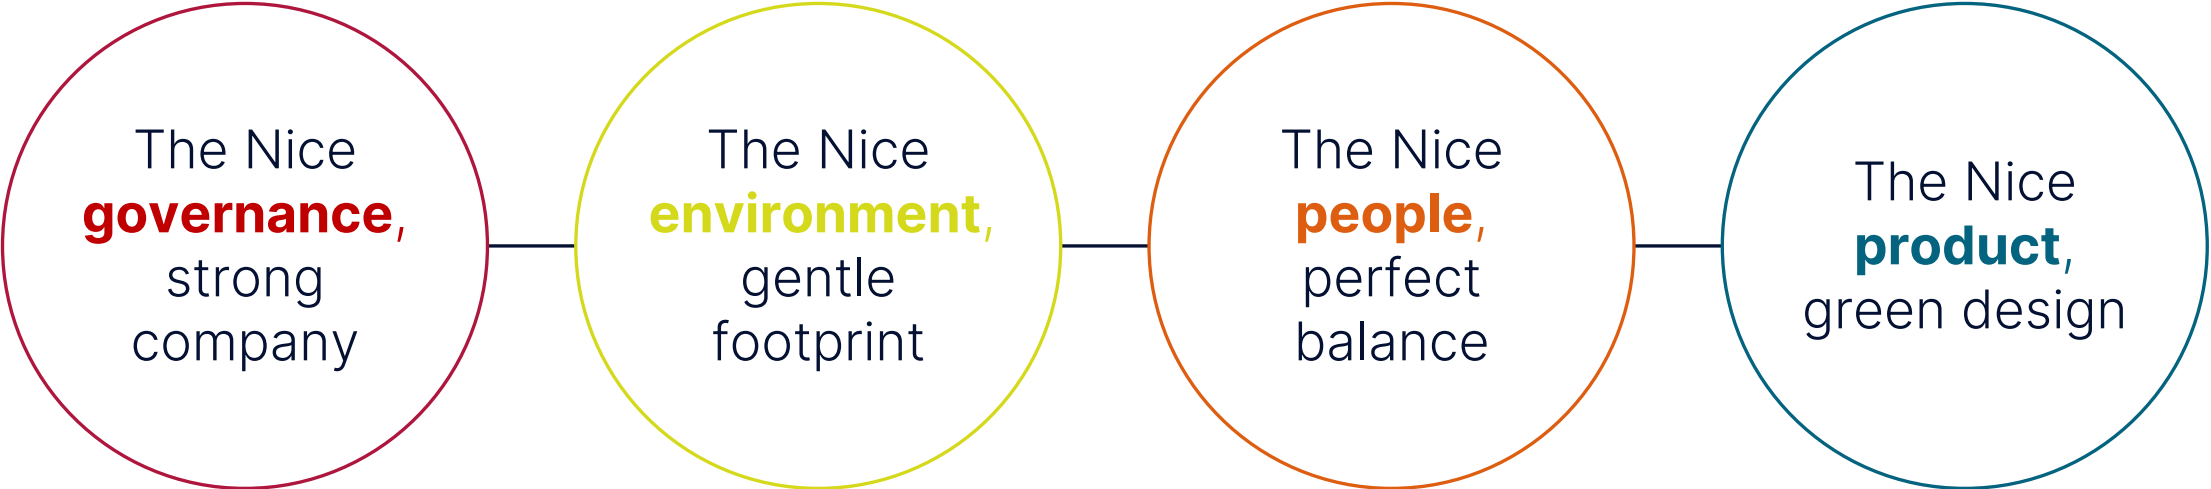 The Nice
governance,
strong
company
The Nice
environment,
gentle
footprint
The Nice
people,
perfect
balance
The Nice
product,
green design